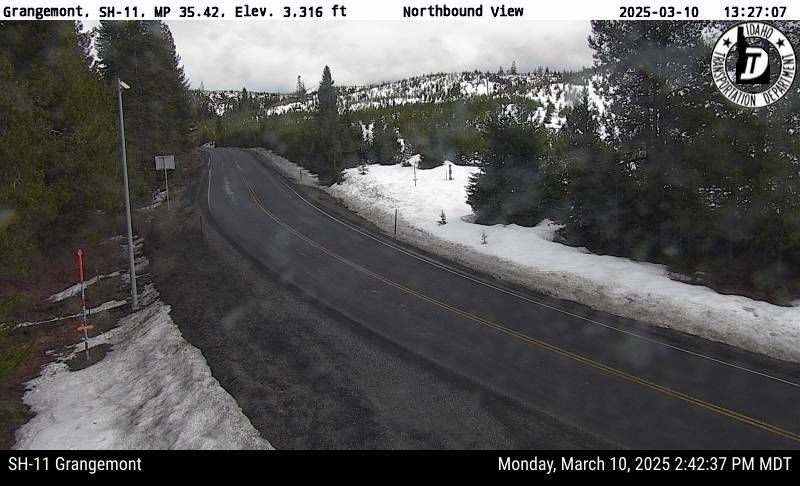 Grangemont, SH-11, MP 35.42, Elev. 3,316 ft Northbound View 2025-03-10 13:27:07
IDAHO
TRANSPORTATION DEPARTMENT
SH-11 Grangemont Monday, March 10, 2025 2:42:37 PM MDT